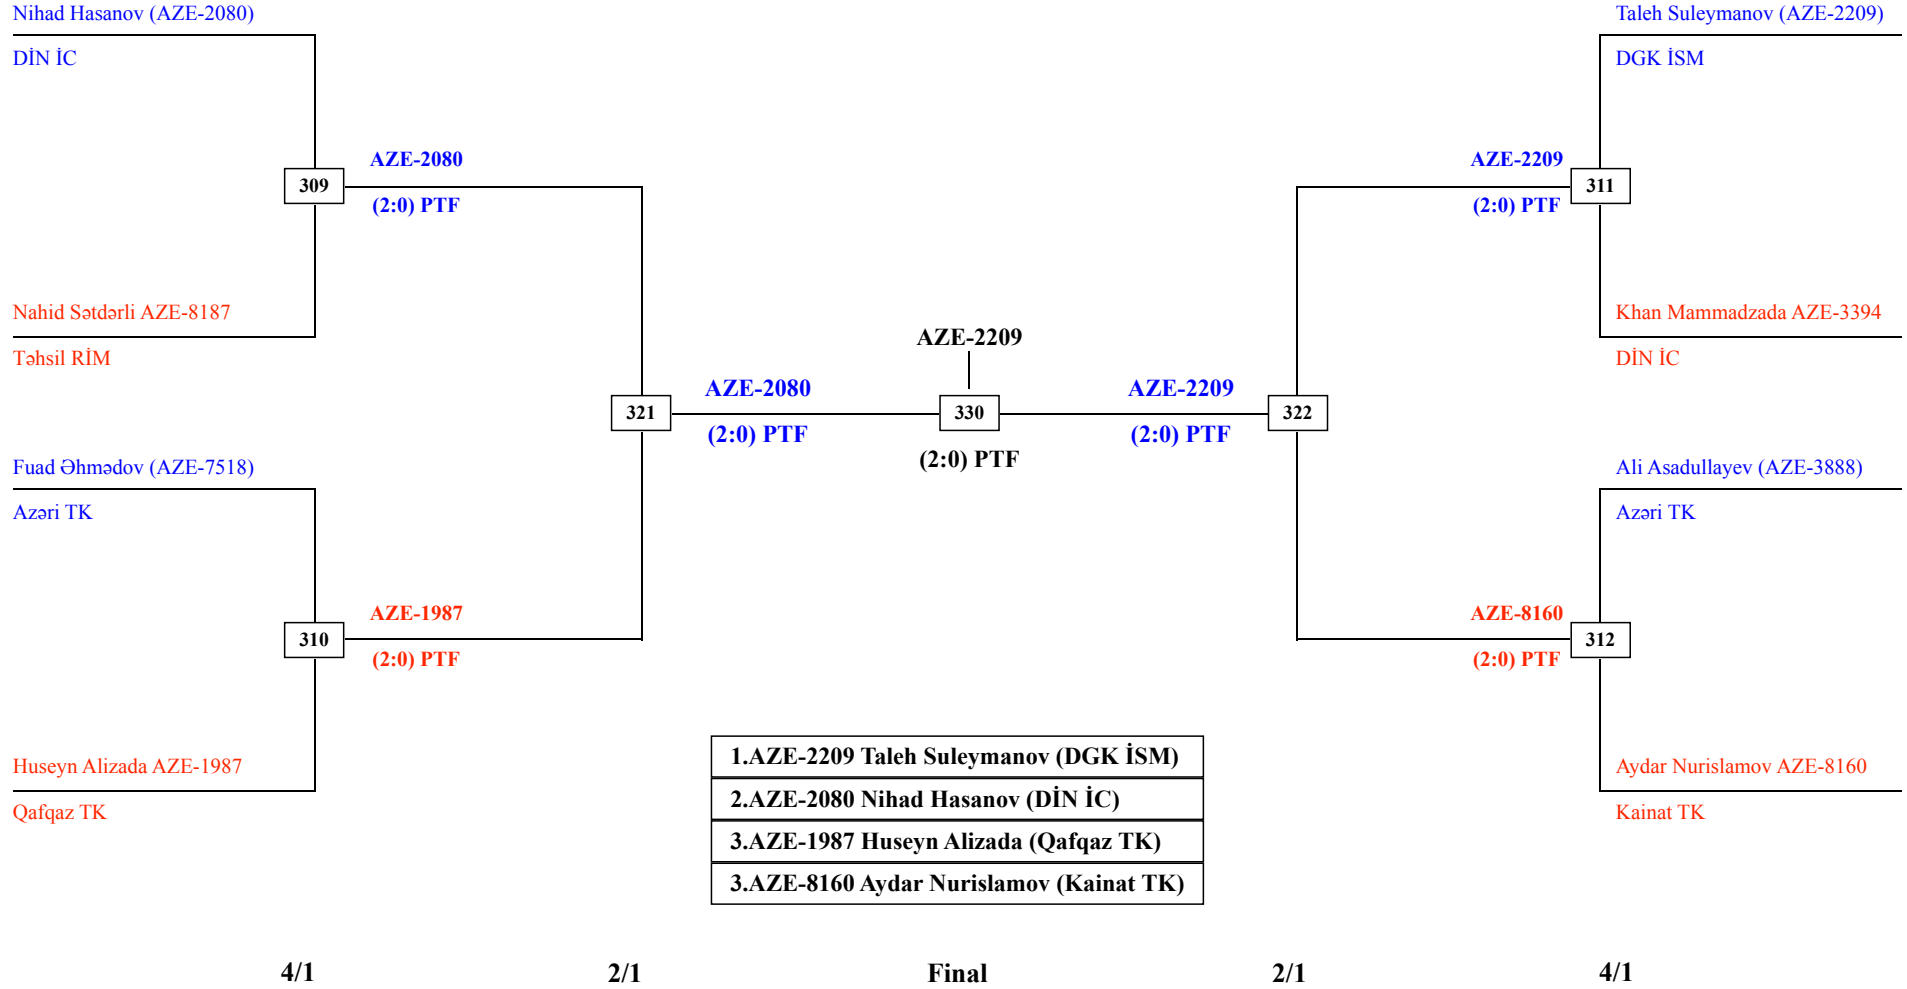 Nihad Hasanov (AZE-2080)
DİN İC
309
AZE-2080
(2:0) PTF
Nahid Sətdərli AZE-8187
Təhsil RİM
Fuad Əhmədov (AZE-7518)
Azəri TK
310
AZE-1987
(2:0) PTF
Huseyn Alizada AZE-1987
Qafqaz TK
321
AZE-2080
(2:0) PTF
AZE-2209
330
(2:0) PTF
AZE-2209
(2:0) PTF
322
Taleh Suleymanov (AZE-2209)
DGK İSM
AZE-2209
(2:0) PTF
311
Khan Mammadzada AZE-3394
DİN İC
Ali Asadullayev (AZE-3888)
Azəri TK
AZE-8160
(2:0) PTF
312
Aydar Nurislamov AZE-8160
Kainat TK
1.AZE-2209 Taleh Suleymanov (DGK İSM)
2.AZE-2080 Nihad Hasanov (DİN İC)
3.AZE-1987 Huseyn Alizada (Qafqaz TK)
3.AZE-8160 Aydar Nurislamov (Kainat TK)
4/1
2/1
Final
2/1
4/1